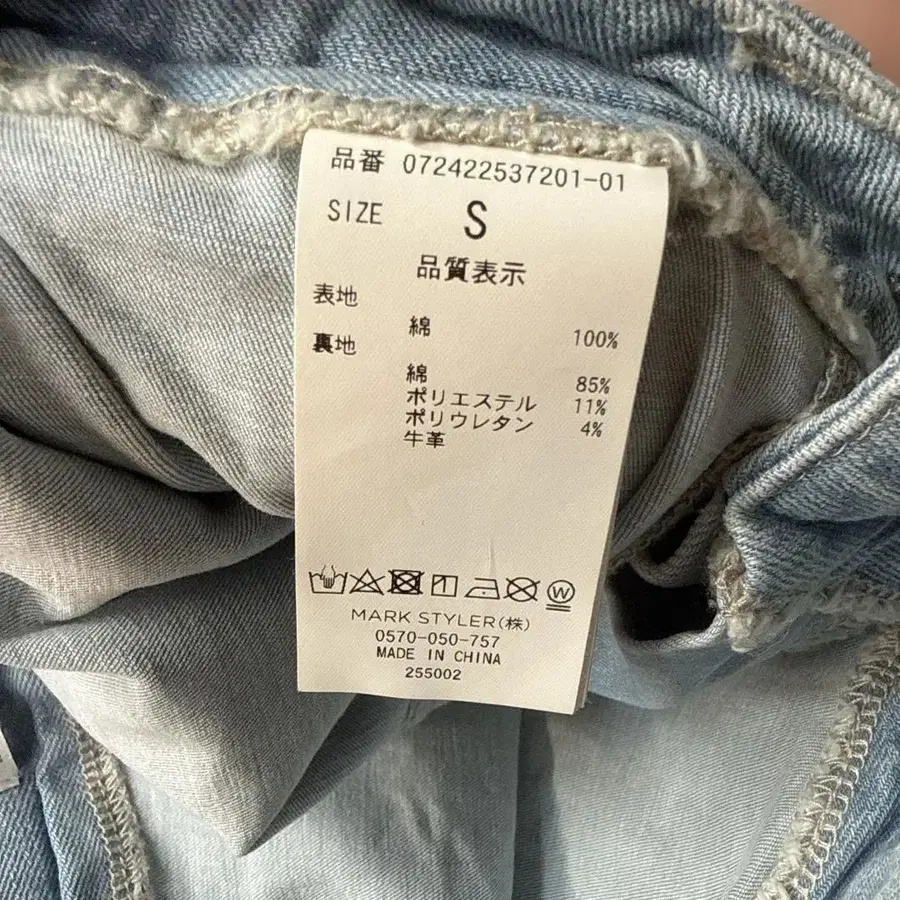 品番 072422537201-01
SIZE S
品質表示
表地
綿 100%
裏地
綿 85%
ポリエステル 11%
ポリウレタン 4%
牛革
W
MARK STYLER(株)
0570-050-757
MADE IN CHINA
255002